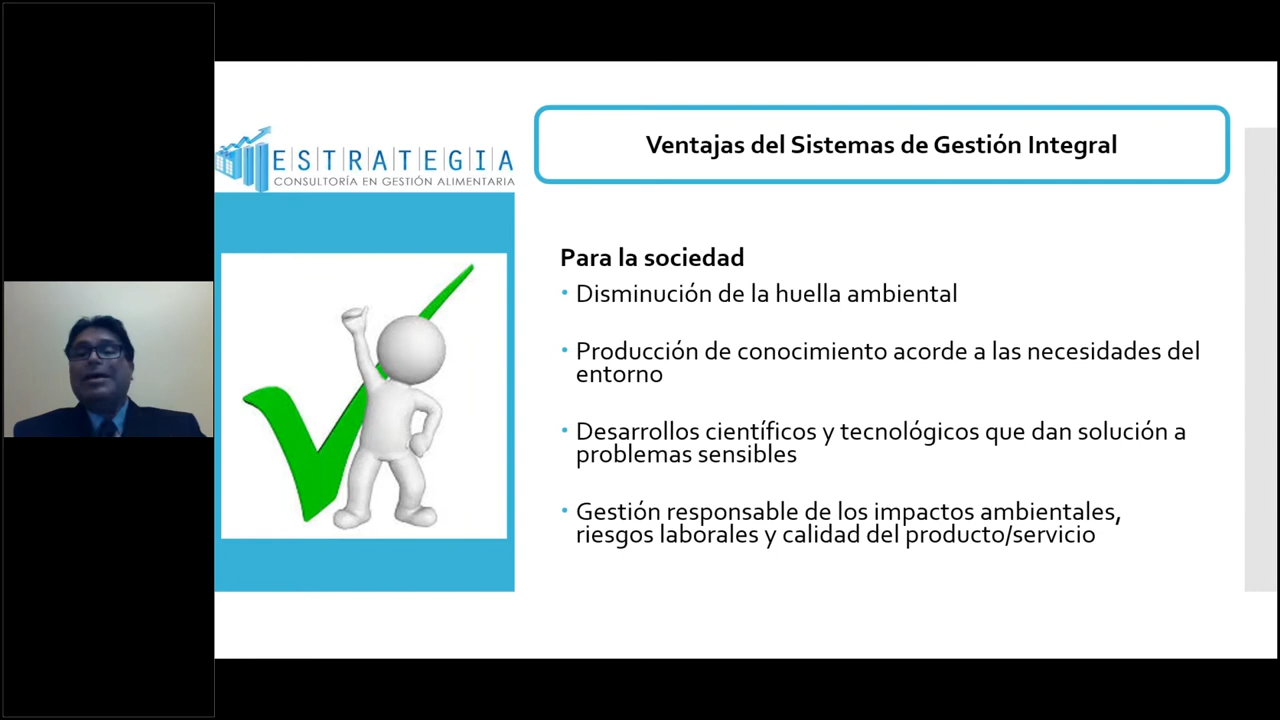 E|S|T|R|A|T|E|G|I|A
CONSULTORÍA EN GESTIÓN ALIMENTARIA
Ventajas del Sistemas de Gestión Integral
Para la sociedad
• Disminución de la huella ambiental
• Producción de conocimiento acorde a las necesidades del
entorno
• Desarrollos científicos y tecnológicos que dan solución a
problemas sensibles
• Gestión responsable de los impactos ambientales,
riesgos laborales y calidad del producto/servicio